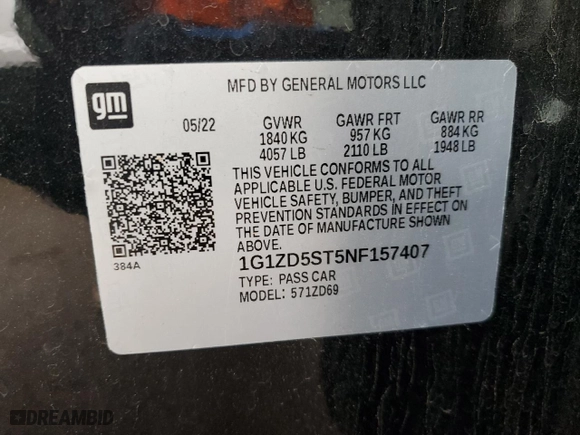 gm
MFD BY GENERAL MOTORS LLC
05/22 GVWR GAWR FRT GAWR RR
1840 KG 957 KG 884 KG
4057 LB 2110 LB 1948 LB
THIS VEHICLE CONFORMS TO ALL
APPLICABLE U.S. FEDERAL MOTOR
VEHICLE SAFETY, BUMPER, AND THEFT
PREVENTION STANDARDS IN EFFECT ON
THE DATE OF MANUFACTURE SHOWN
ABOVE.
384A
1G1ZD5ST5NF157407
TYPE: PASS CAR
MODEL: 571ZD69
DREAMBID